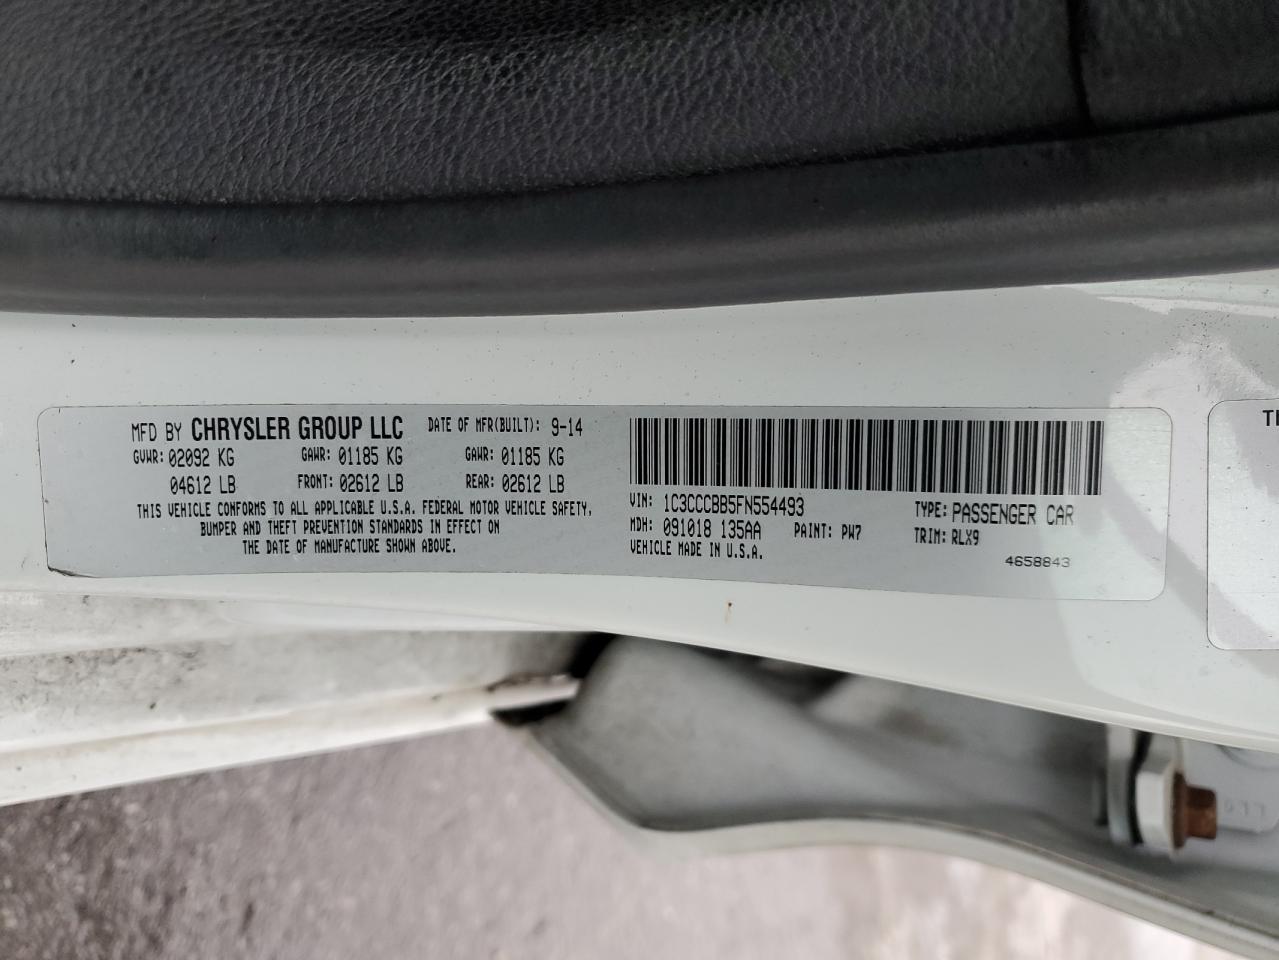 MFD BY CHRYSLER GROUP LLC DATE OF MFR(BUILT): 9-14
GVWR: 02092 KG GAWR: 01185 KG GAWR: 01185 KG
04612 LB FRONT: 02612 LB REAR: 02612 LB
THIS VEHICLE CONFORMS TO ALL APPLICABLE U.S.A. FEDERAL MOTOR VEHICLE SAFETY,
BUMPER AND THEFT PREVENTION STANDARDS IN EFFECT ON
THE DATE OF MANUFACTURE SHOWN ABOVE.
VIN: 1C3CCCBB5FN554493 TYPE: PASSENGER CAR
MDH: 091018 135AA PAINT: PW7 TRIM: RLX9
VEHICLE MADE IN U.S.A. 4658843